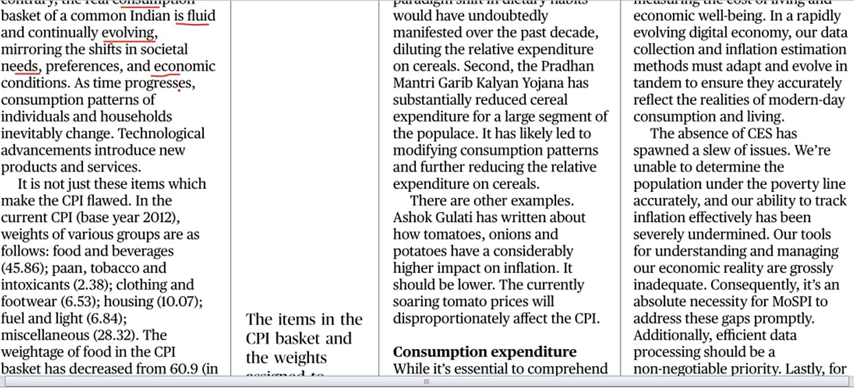 contrary, the real consumption
basket of a common Indian is fluid
and continually evolving,
mirroring the shifts in societal
needs, preferences, and economic
conditions. As time progresses,
consumption patterns of
individuals and households
inevitably change. Technological
advancements introduce new
products and services.
It is not just these items which
make the CPI flawed. In the
current CPI (base year 2012),
weights of various groups are as
follows: food and beverages
(45.86); paan, tobacco and
intoxicants (2.38); clothing and
footwear (6.53); housing (10.07);
fuel and light (6.84);
miscellaneous (28.32). The
weightage of food in the CPI
basket has decreased from 60.9 (in
The items in the
CPI basket and
the weights
assigned to
paradigm shift in dietary habits
would have undoubtedly
manifested over the past decade,
diluting the relative expenditure
on cereals. Second, the Pradhan
Mantri Garib Kalyan Yojana has
substantially reduced cereal
expenditure for a large segment of
the populace. It has likely led to
modifying consumption patterns
and further reducing the relative
expenditure on cereals.
There are other examples.
Ashok Gulati has written about
how tomatoes, onions and
potatoes have a considerably
higher impact on inflation. It
should be lower. The currently
soaring tomato prices will
disproportionately affect the CPI.
Consumption expenditure
While it's essential to comprehend
measuring the cost of living and
economic well-being. In a rapidly
evolving digital economy, our data
collection and inflation estimation
methods must adapt and evolve in
tandem to ensure they accurately
reflect the realities of modern-day
consumption and living.
The absence of CES has
spawned a slew of issues. We're
unable to determine the
population under the poverty line
accurately, and our ability to track
inflation effectively has been
severely undermined. Our tools
for understanding and managing
our economic reality are grossly
inadequate. Consequently, it's an
absolute necessity for MoSPI to
address these gaps promptly.
Additionally, efficient data
processing should be a
non-negotiable priority. Lastly, for